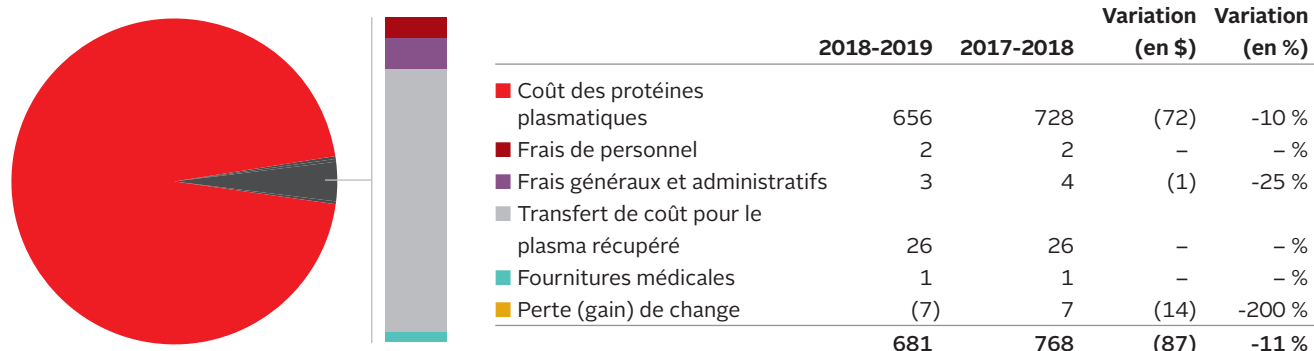 Variation Variation
2018-2019 2017-2018 (en $) (en %)
Coût des protéines
plasmatiques 656 728 (72) -10 %
Frais de personnel 2 2 – – %
Frais généraux et administratifs 3 4 (1) -25 %
Transfert de coût pour le
plasma récupéré 26 26 – – %
Fournitures médicales 1 1 – – %
Perte (gain) de change (7) 7 (14) -200 %
681 768 (87) -11 %